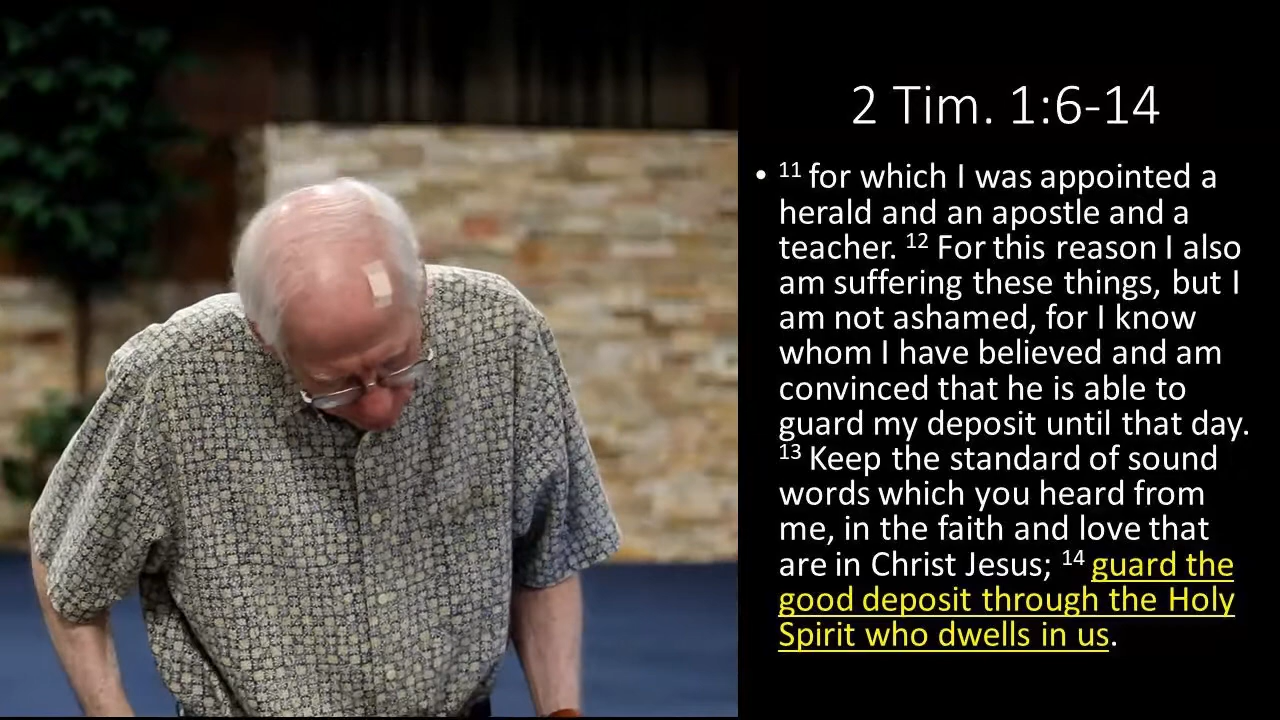 2 Tim. 1:6-14
• ¹¹ for which I was appointed a
herald and an apostle and a
teacher. ¹² For this reason I also
am suffering these things, but I
am not ashamed, for I know
whom I have believed and am
convinced that he is able to
guard my deposit until that day.
¹³ Keep the standard of sound
words which you heard from
me, in the faith and love that
are in Christ Jesus; ¹⁴ guard the
good deposit through the Holy
Spirit who dwells in us.